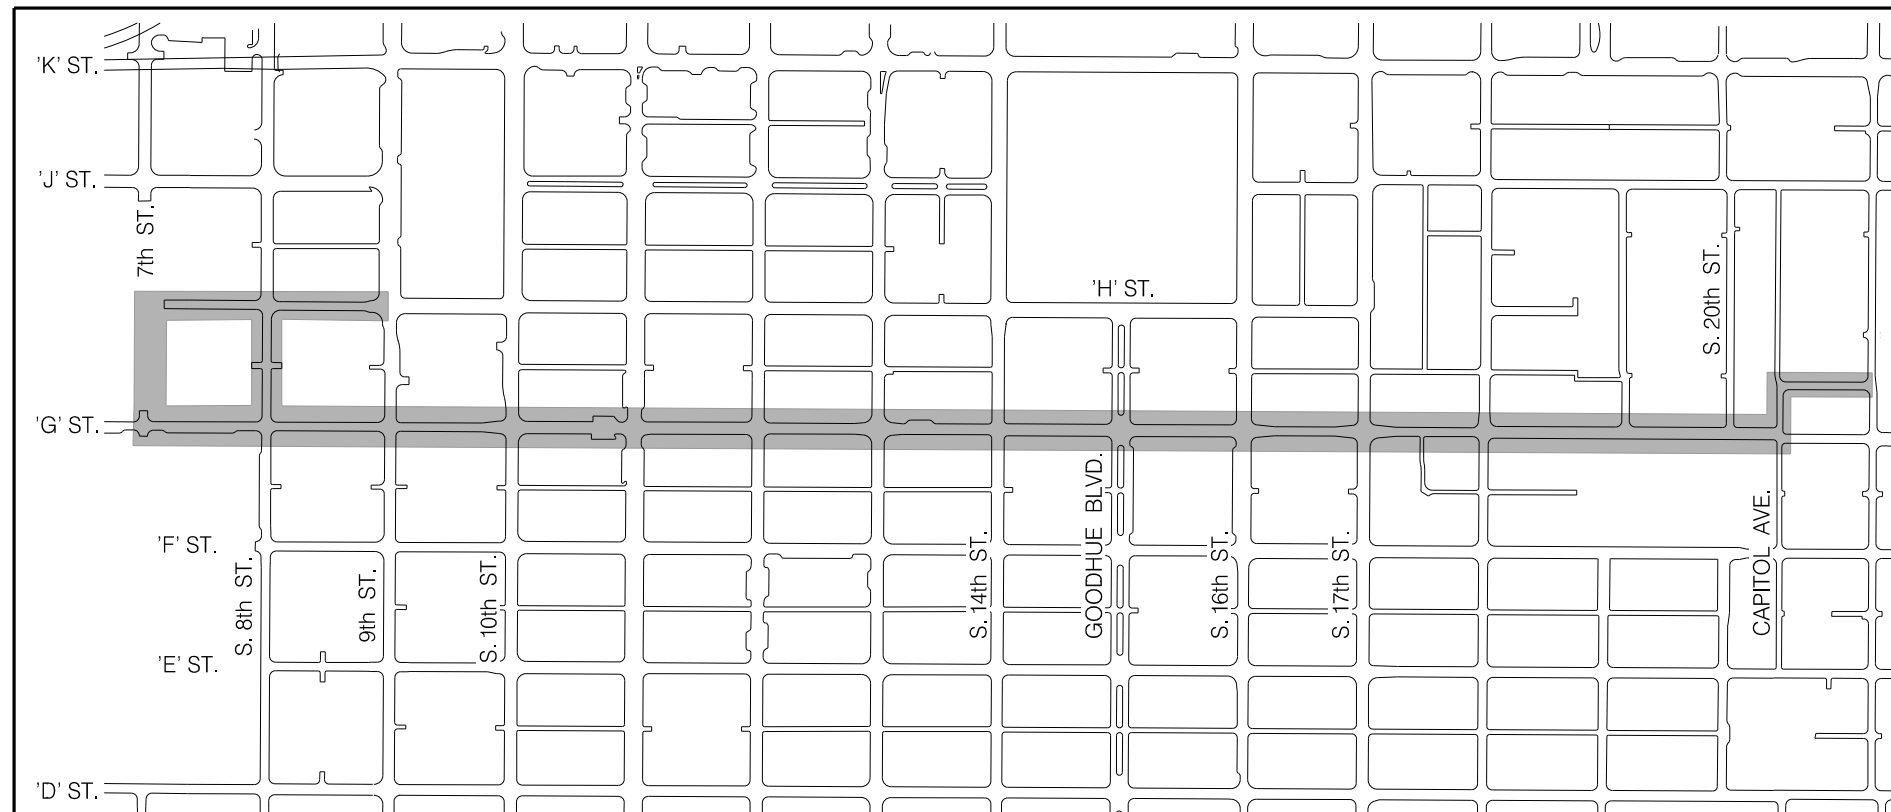 'K' ST.
'J' ST.
7th ST.
S. 20th ST.
'H' ST.
'G' ST.
GOODHUE BLVD.
CAPITOL AVE.
'F' ST.
S. 8th ST.
9th ST.
S. 10th ST.
S. 14th ST.
S. 16th ST.
S. 17th ST.
'E' ST.
'D' ST.